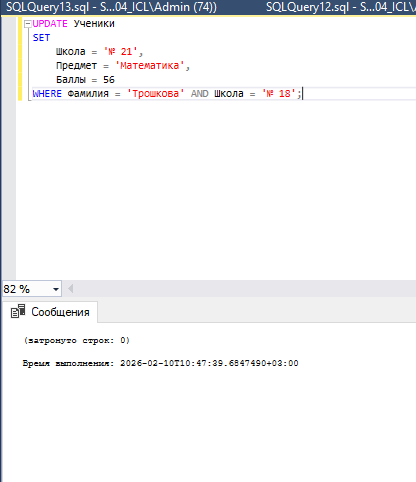 SQLQuery13.sql - S...04_ICL\Admin (74))
SQLQuery12.sql - S...04_ICL\Adm
UPDATE Ученики
SET
Школа = '№ 21',
Предмет = 'Математика',
Баллы = 56
WHERE Фамилия = 'Трошкова' AND Школа = '№ 18';
82 %
Сообщения
(затронуто строк: 0)
Время выполнения: 2026-02-10T10:47:39.6847490+03:00